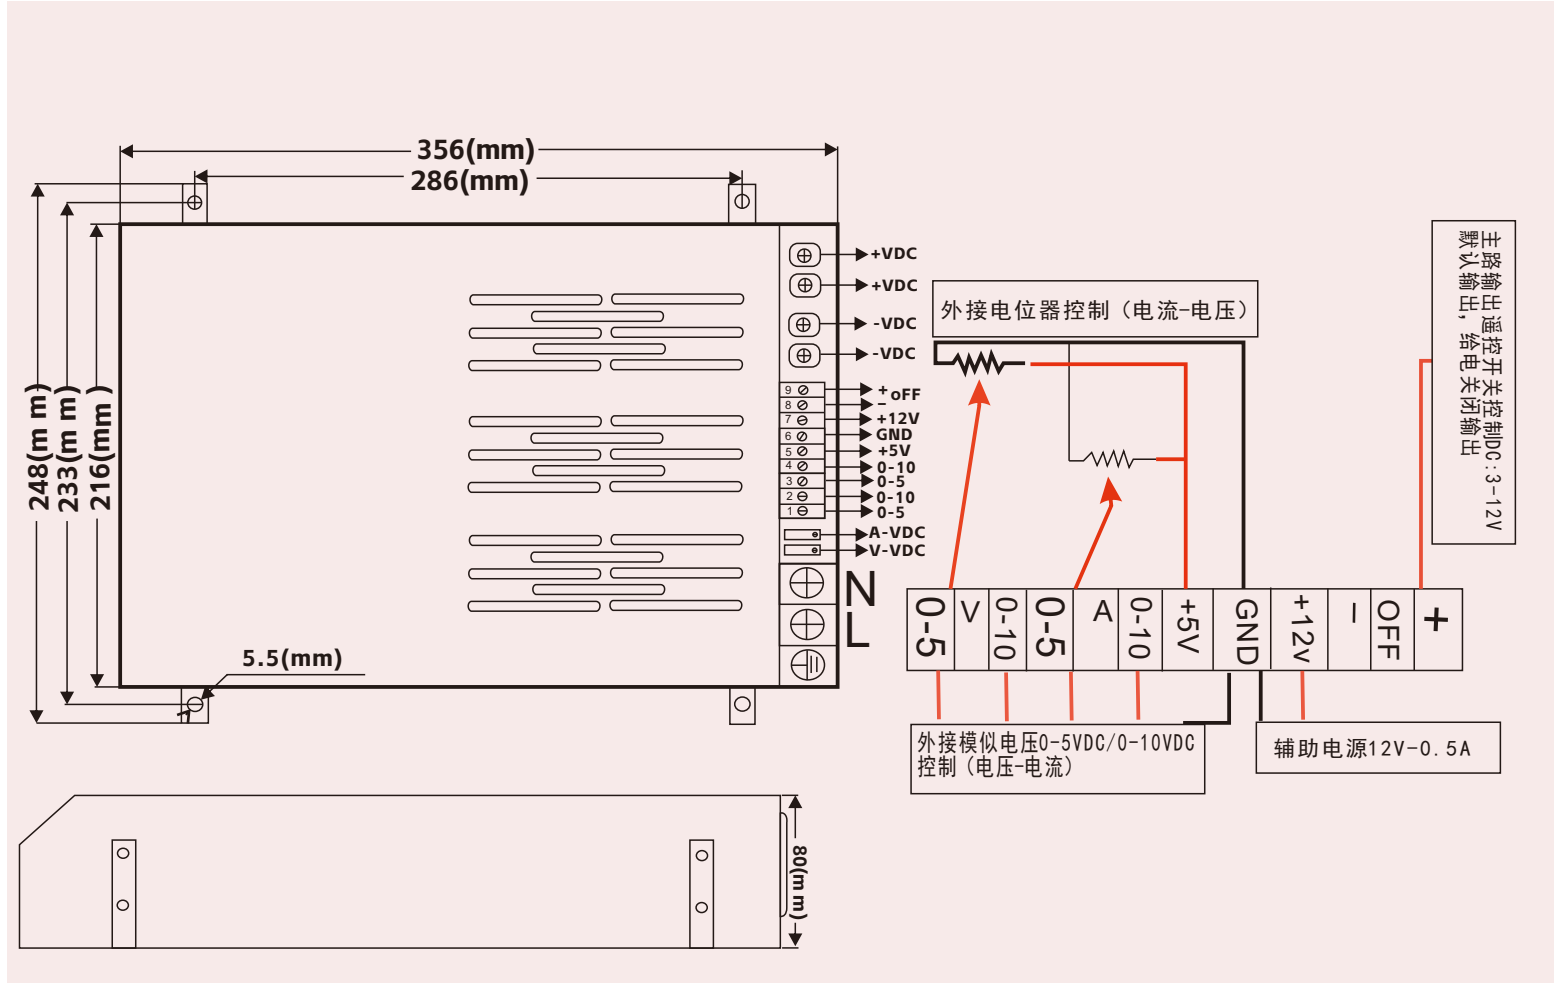 356(mm)
286(mm)
248(m m)
233(m m)
216(mm )
+VDC
+VDC
-VDC
-VDC
9 + oFF
8 −
7 +12V
6 GND
5 +5V
4 0-10
3 0-5
2 0-10
1 0-5
A-VDC
V-VDC
N
L
5.5(mm)
80(m m)
外接电位器控制（电流-电压）
主路输出遥控开关控制DC:3-12V
默认输出，给电关闭输出
0-5 V 0-10 0-5 A 0-10 +5V GND +12v − OFF +
外接模似电压0-5VDC/0-10VDC
控制（电压-电流）
辅助电源12V-0.5A